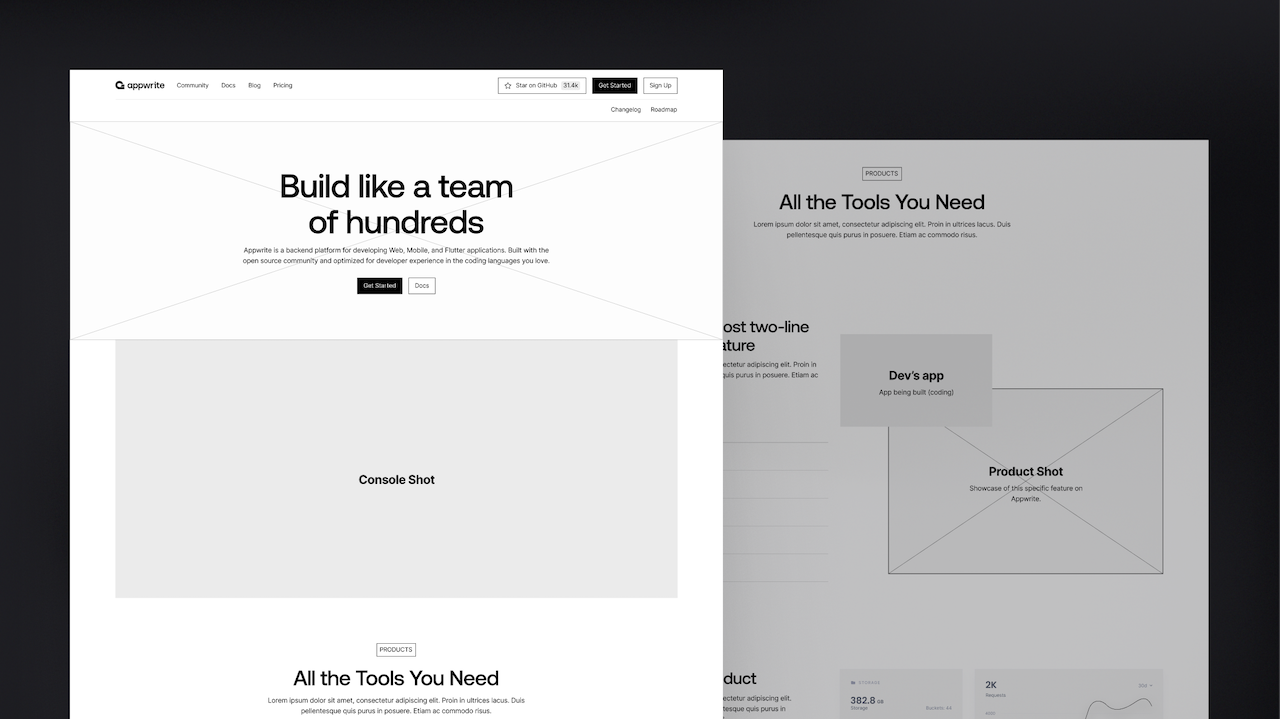 appwrite Community Docs Blog Pricing Star on GitHub 31.4k Get Started Sign Up
Changelog Roadmap
Build like a team
of hundreds
Appwrite is a backend platform for developing Web, Mobile, and Flutter applications. Built with the
open source community and optimized for developer experience in the coding languages you love.
Get Started Docs
Console Shot
PRODUCTS
All the Tools You Need
Lorem ipsum dolor sit amet, consectetur adipiscing elit. Proin in ultrices lacus. Duis
pellentesque quis purus in posuere. Etiam ac commodo risus.
PRODUCTS
All the Tools You Need
Lorem ipsum dolor sit amet, consectetur adipiscing elit. Proin in ultrices lacus. Duis
pellentesque quis purus in posuere. Etiam ac commodo risus.
ost two-line
ature
ectetur adipiscing elit. Proin in
quis purus in posuere. Etiam ac
Dev's app
App being built (coding)
Product Shot
Showcase of this specific feature on
Appwrite.
duct
ectetur adipiscing elit.
tesque quis purus in
STORAGE
382.8 GB
Storage
2K
Requests
30d